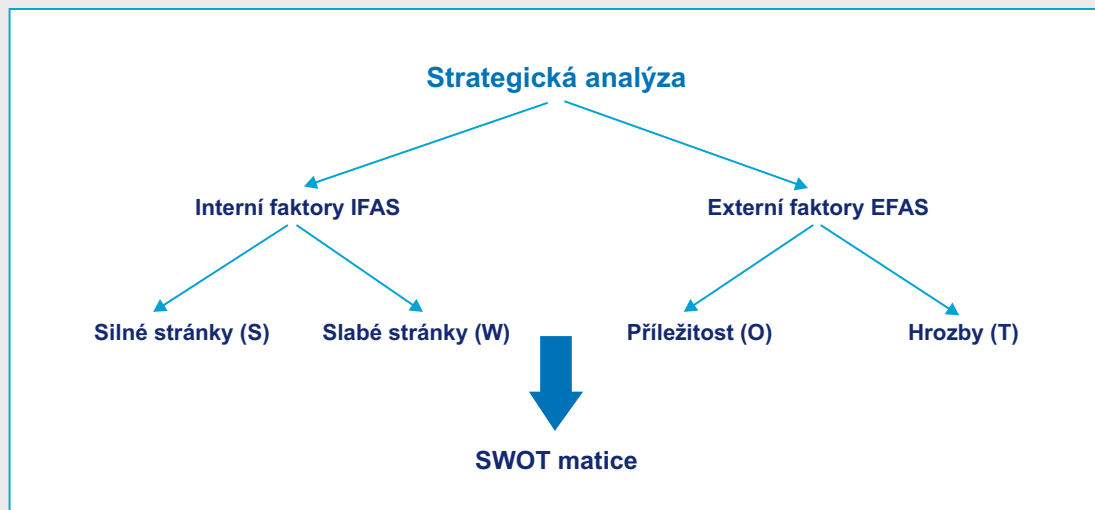 Strategická analýza
Interní faktory IFAS
Externí faktory EFAS
Silné stránky (S)
Slabé stránky (W)
Příležitost (O)
Hrozby (T)
SWOT matice